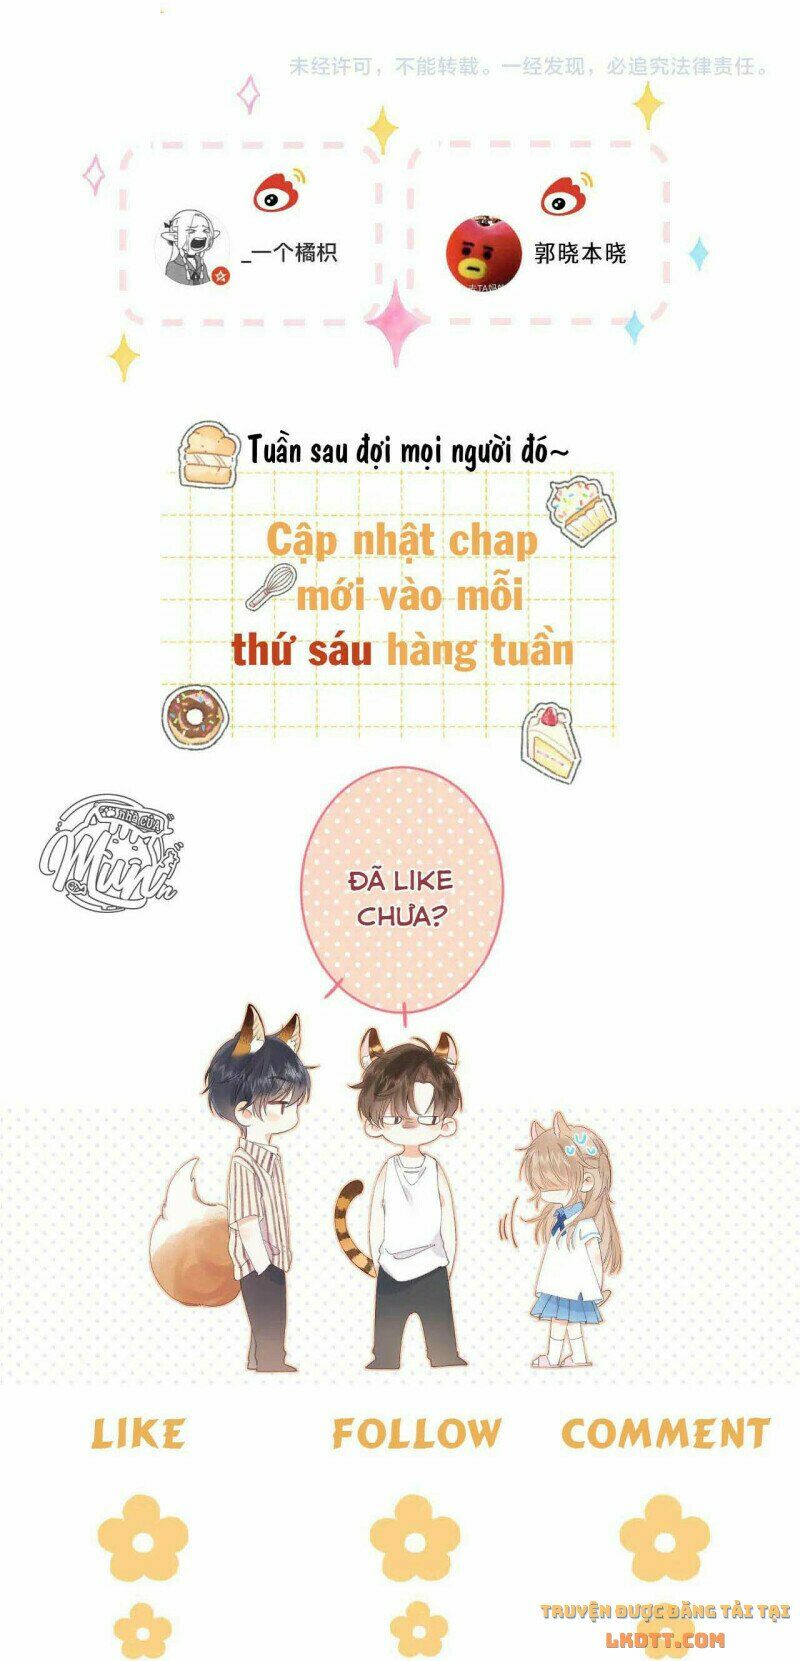 未经许可，不能转载。一经发现，必追究法律责任。
_一个橘枳
郭晓本晓
Tuần sau đợi mọi người đó~
Cập nhật chap
mới vào mỗi
thứ sáu hàng tuần
nhà của
Mun
ĐÃ LIKE
CHƯA?
LIKE FOLLOW COMMENT
TRUYỆN ĐƯỢC ĐĂNG TẢI TẠI
LKDTT.COM